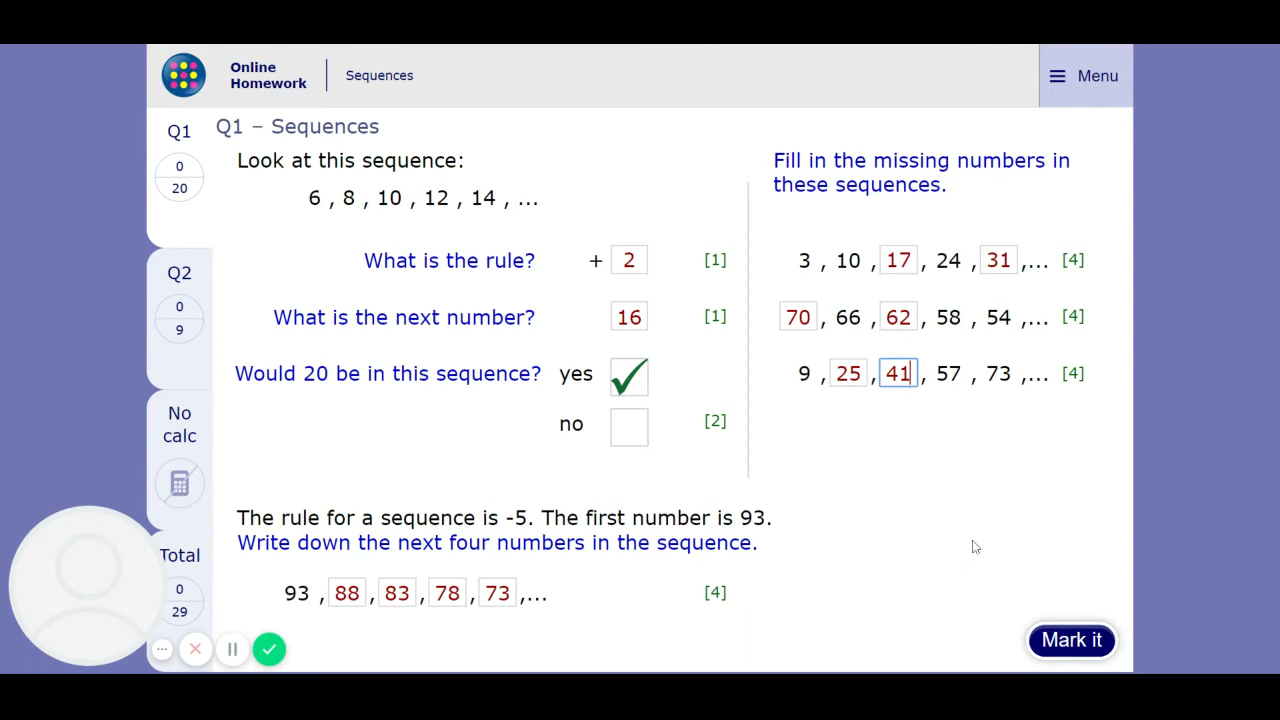 Online
Homework
Sequences
Menu
Q1
0
20
Q2
0
9
No
calc
Total
0
29
Q1 – Sequences
Look at this sequence:
6 , 8 , 10 , 12 , 14 , ...
What is the rule? + 2 [1]
What is the next number? 16 [1]
Would 20 be in this sequence? yes
no [2]
The rule for a sequence is -5. The first number is 93.
Write down the next four numbers in the sequence.
93 , 88 , 83 , 78 , 73 ,... [4]
Fill in the missing numbers in
these sequences.
3 , 10 , 17 , 24 , 31 ,... [4]
70 , 66 , 62 , 58 , 54 ,... [4]
9 , 25 , 41 , 57 , 73 ,... [4]
Mark it